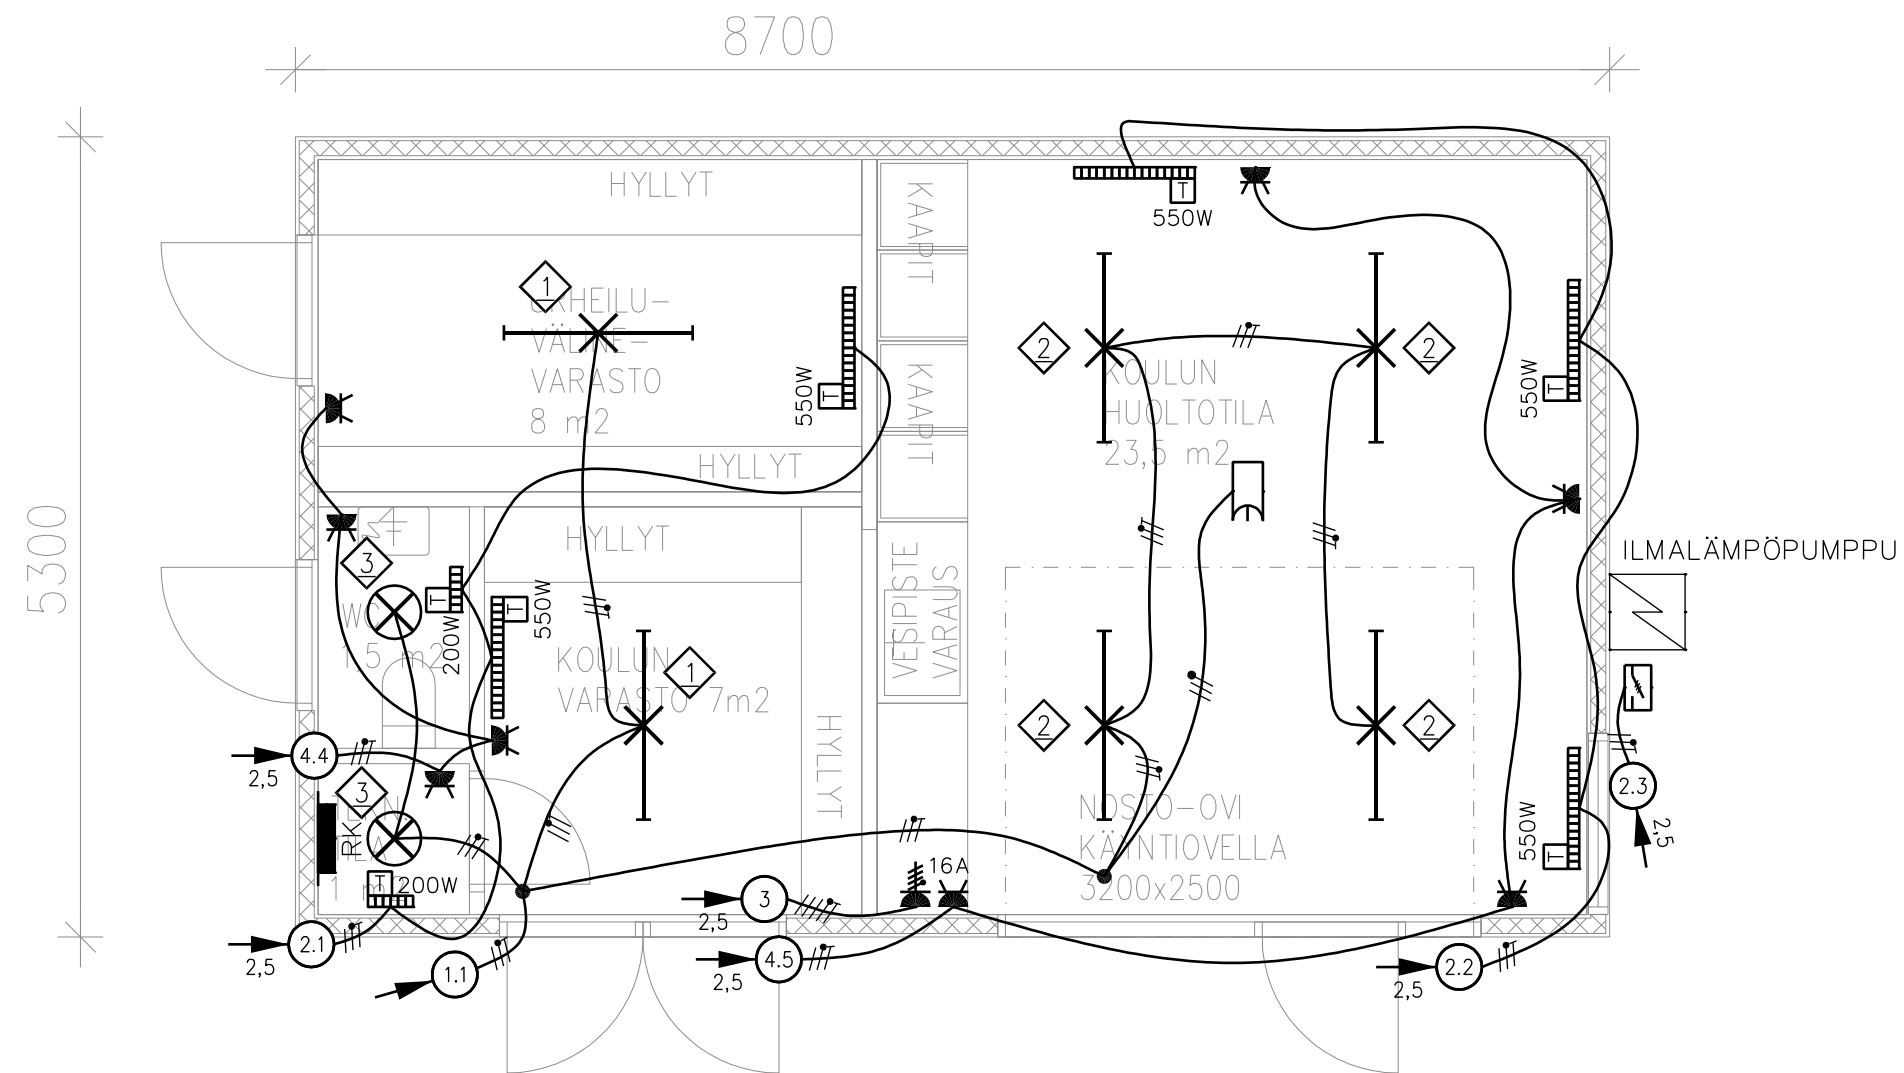 8700
5300
HYLLYT
KAAPIT
T
550W
1
URHEILU-
VÄLINE-
VARASTO
8 m2
T
550W
2
2
KOULUN
HUOLTOTILA
23,5 m2
KAAPIT
T
550W
HYLLYT
HYLLYT
3
T
200W
T
550W
WC
1,5 m2
KOULUN
VARASTO 7m2
1
HYLLYT
VESIPISTE
VARAUS
ILMALÄMPÖPUMPPU
2
2
4.4
2,5
3
RK
1 m2
T
200W
NOSTO-OVI
KÄYNTIOVELLA
3200x2500
T
550W
2.3
2,5
16A
3
2,5
2.1
2,5
1.1
4.5
2,5
2.2
2,5